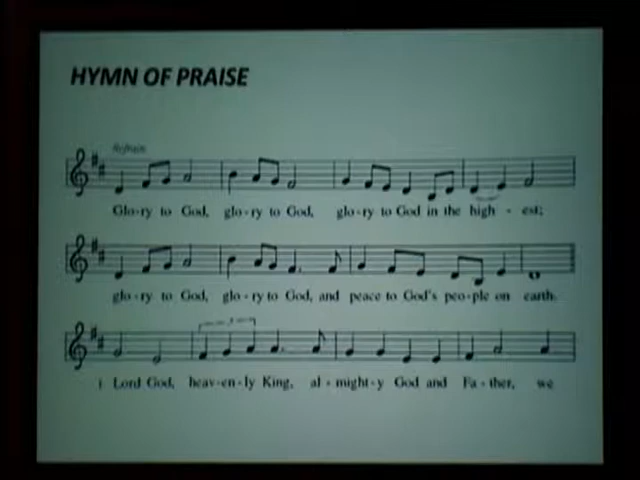 HYMN OF PRAISE
Refrain
Glo-ry to God, glo-ry to God, glo-ry to God in the high - est;
glo-ry to God, glo-ry to God, and peace to God's peo-ple on earth.
1 Lord God, heav-en-ly King, al-might-y God and Fa-ther, we